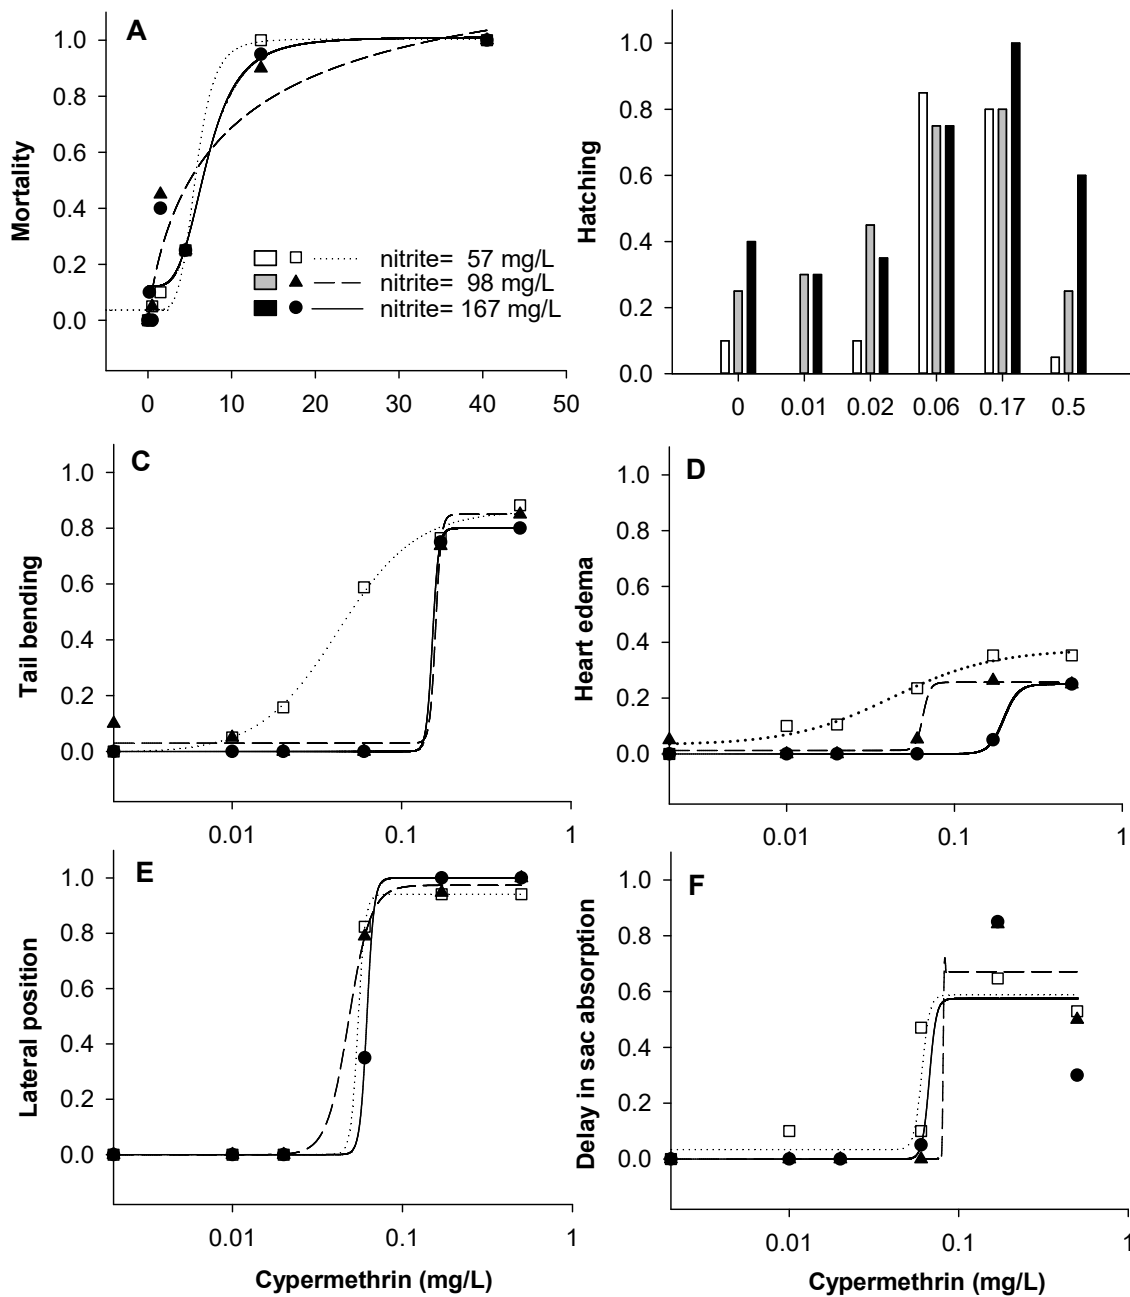 A
Mortality
1.0
0.8
0.6
0.4
0.2
0.0
0 10 20 30 40 50
nitrite= 57 mg/L
nitrite= 98 mg/L
nitrite= 167 mg/L
Hatching
1.0
0.8
0.6
0.4
0.2
0.0
0 0.01 0.02 0.06 0.17 0.5
C
Tail bending
1.0
0.8
0.6
0.4
0.2
0.0
0.01 0.1 1
D
Heart edema
1.0
0.8
0.6
0.4
0.2
0.0
0.01 0.1 1
E
Lateral position
1.0
0.8
0.6
0.4
0.2
0.0
0.01 0.1 1
Cypermethrin (mg/L)
F
Delay in sac absorption
1.0
0.8
0.6
0.4
0.2
0.0
0.01 0.1 1
Cypermethrin (mg/L)